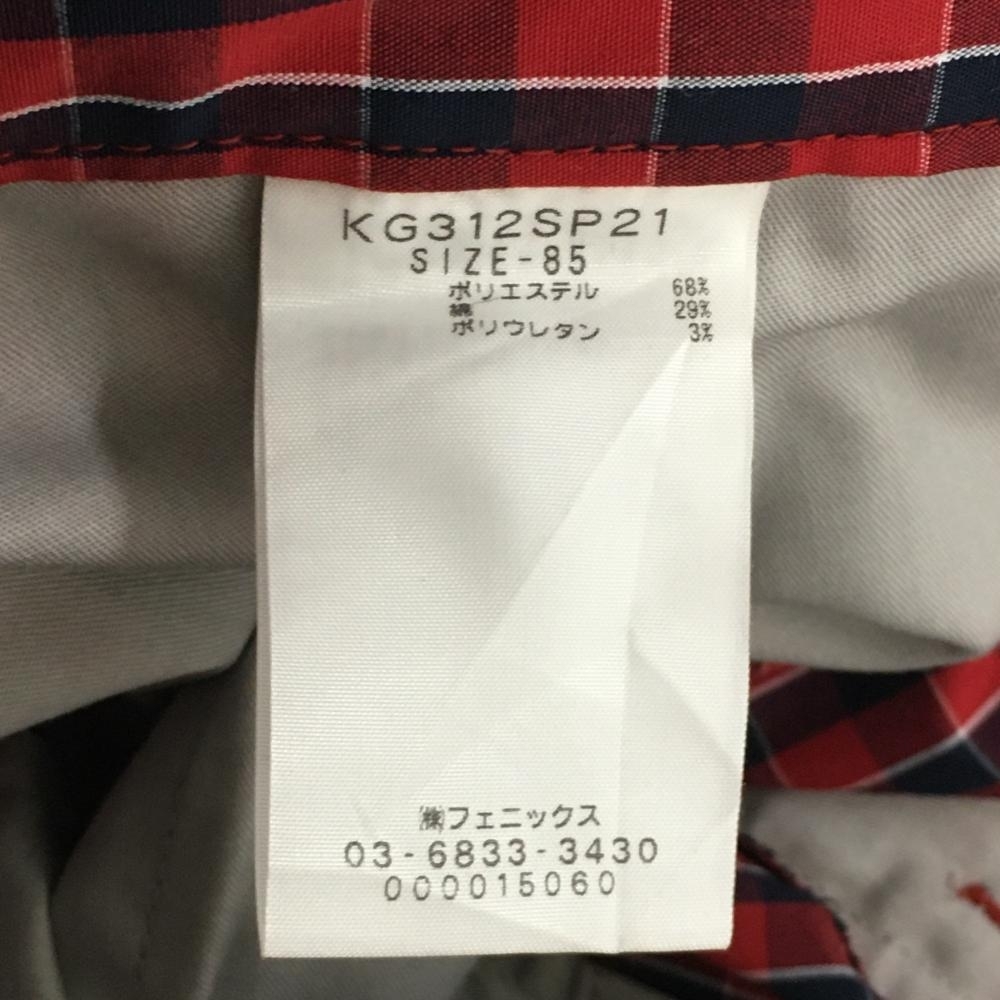 KG312SP21
SIZE-85
ポリエステル 68%
綿 29%
ポリウレタン 3%
㈱フェニックス
03-6833-3430
000015060